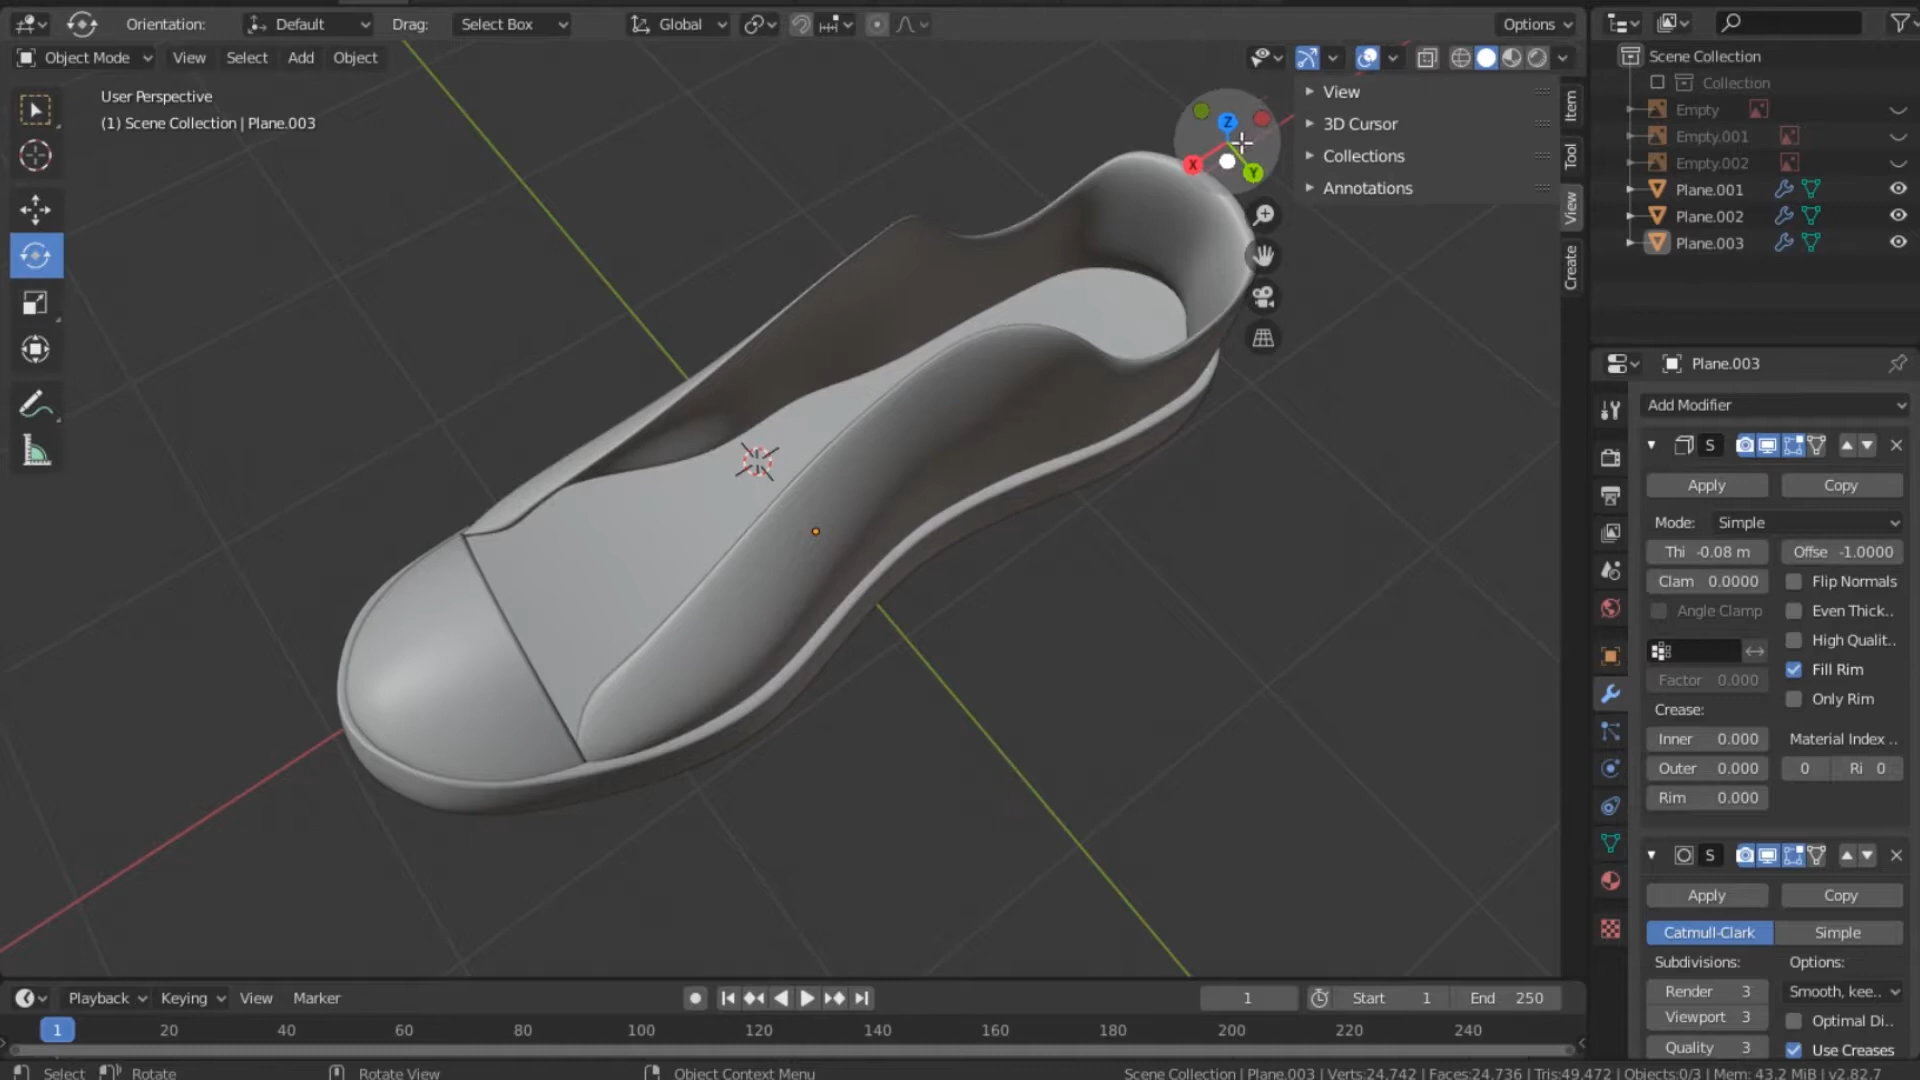 Orientation: Default Drag: Select Box Global Options
Object Mode View Select Add Object
User Perspective
(1) Scene Collection | Plane.003
Z
X
Y
View
3D Cursor
Collections
Annotations
Item
Tool
View
Create
Scene Collection
Collection
Empty
Empty.001
Empty.002
Plane.001
Plane.002
Plane.003
Plane.003
Add Modifier
S
Apply Copy
Mode: Simple
Thi -0.08 m Offse -1.0000
Clam 0.0000 Flip Normals
Angle Clamp Even Thick..
High Qualit..
Factor 0.000 Fill Rim
Only Rim
Crease:
Inner 0.000 Material Index ..
Outer 0.000 0 Ri 0
Rim 0.000
S
Apply Copy
Catmull-Clark Simple
Subdivisions: Options:
Render 3 Smooth, kee..
Viewport 3 Optimal Di..
Quality 3 Use Creases
Playback Keying View Marker 1 Start 1 End 250
1 20 40 60 80 100 120 140 160 180 200 220 240
Select Rotate Rotate View Object Context Menu Scene Collection | Plane.003 | Verts:24,742 | Faces:24,736 | Tris:49,472 | Objects:0/3 | Mem: 43.2 MiB | v2.82.7